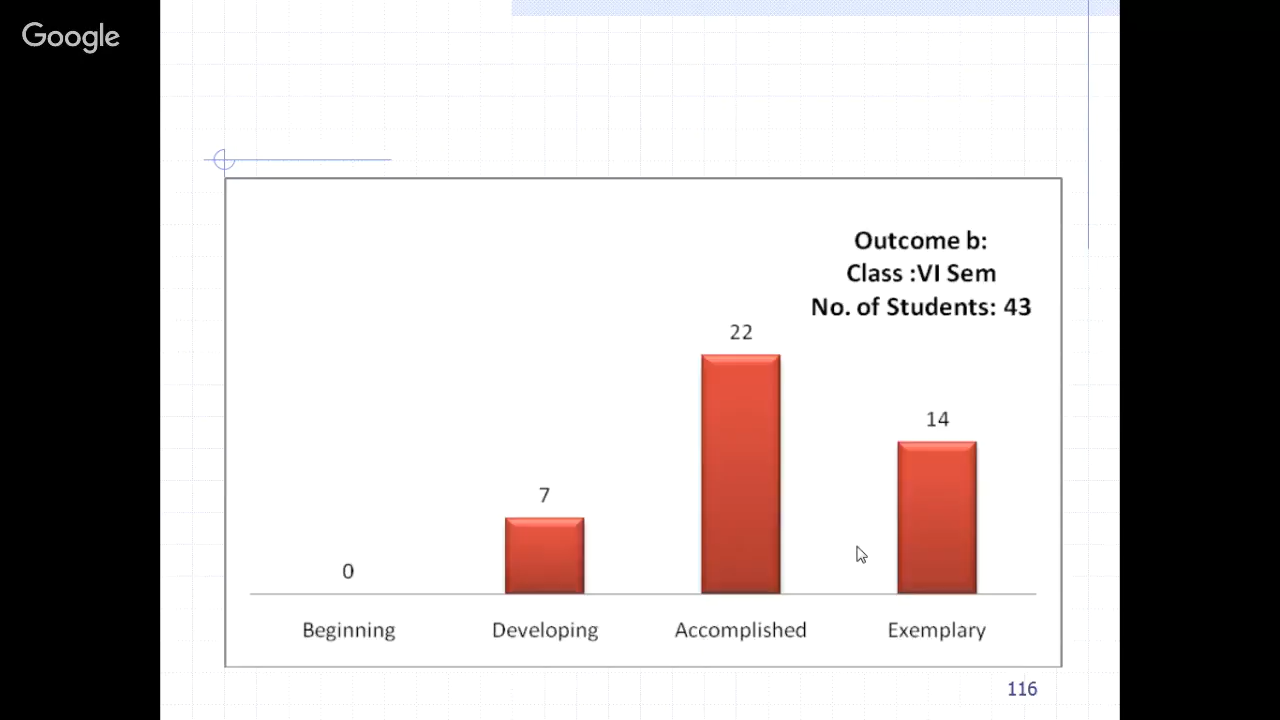 Google
Outcome b:
Class :VI Sem
No. of Students: 43
22
14
7
0
Beginning Developing Accomplished Exemplary
116